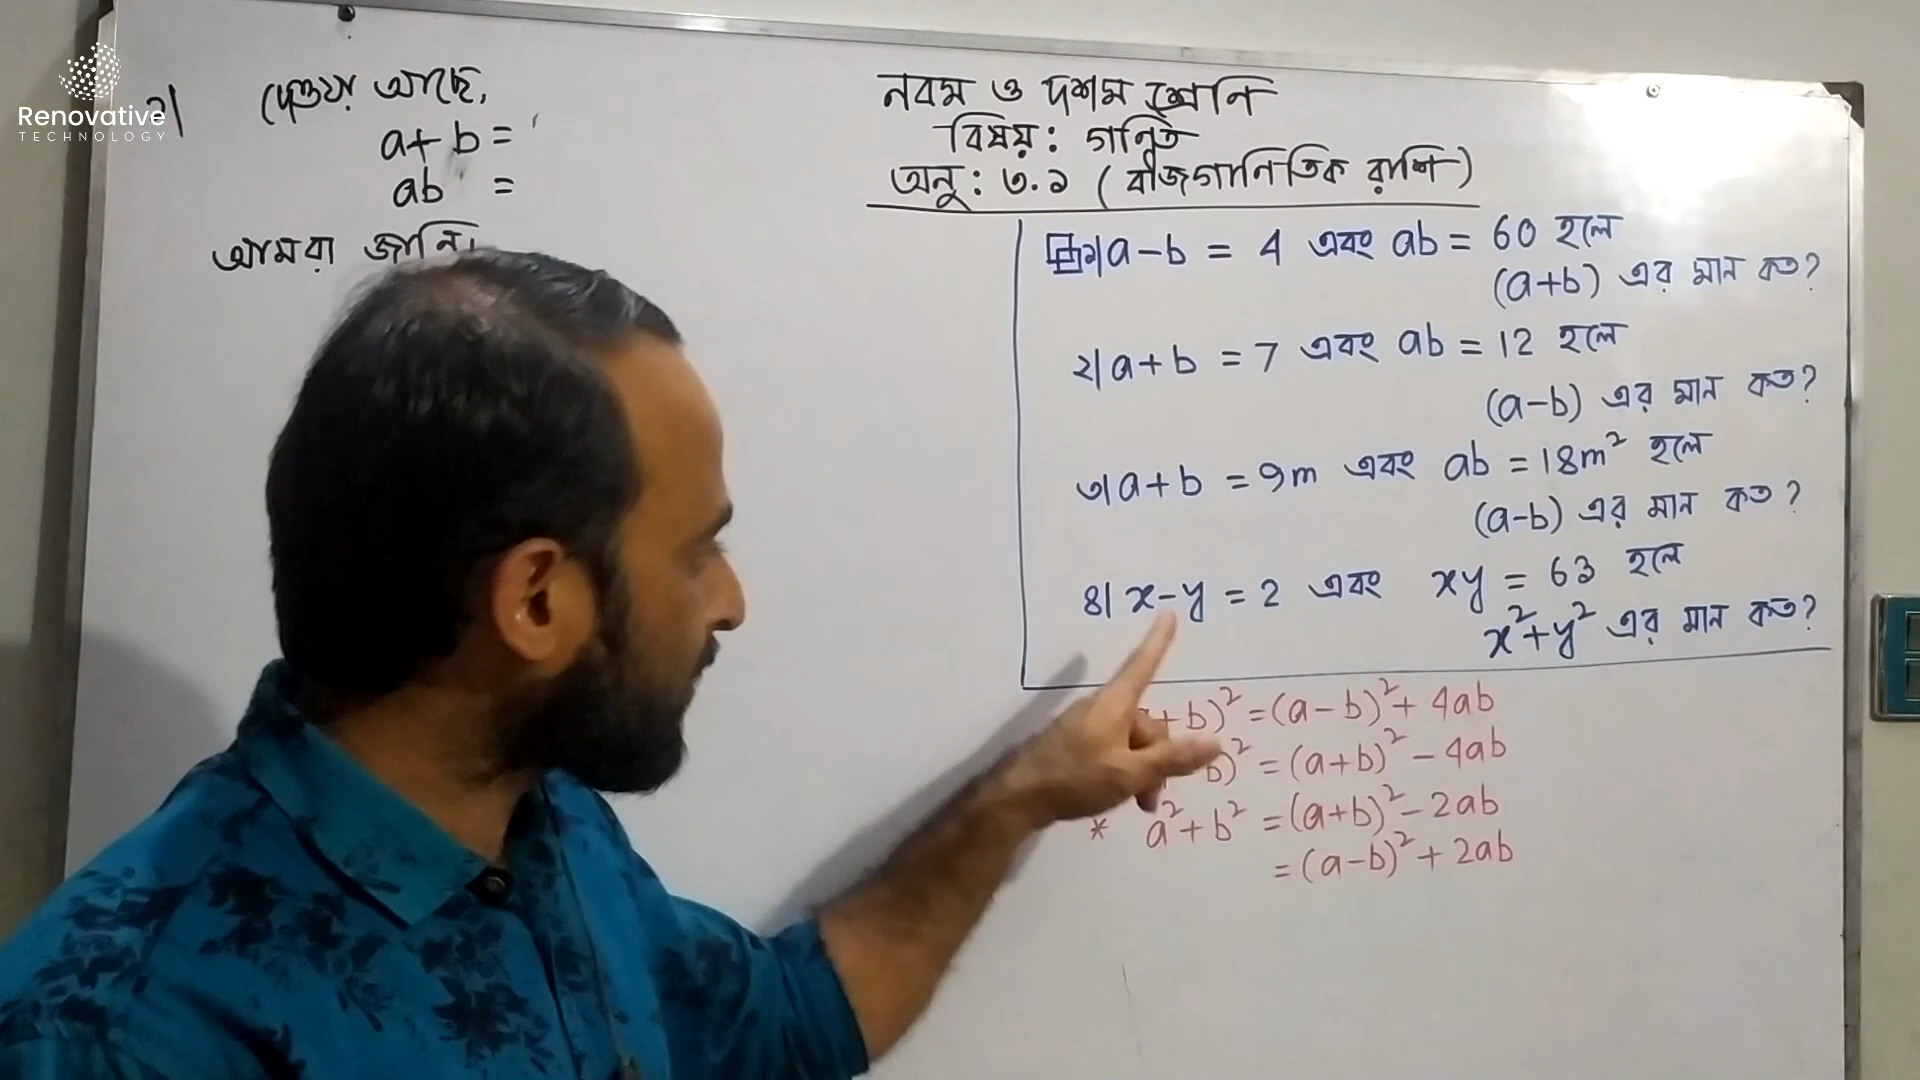 Renovative
TECHNOLOGY
দেওয়া আছে,
a+b =
ab =
আমরা জানি,
নবম ও দশম শ্রেণি
বিষয়: গনিত
অনু: ৩.১ (বীজগানিতিক রাশি)
১। a-b = 4 এবং ab = 60 হলে
(a+b) এর মান কত?
২। a+b = 7 এবং ab = 12 হলে
(a-b) এর মান কত?
৩। a+b = 9m এবং ab = 18m² হলে
(a-b) এর মান কত?
৪। x-y = 2 এবং xy = 63 হলে
x²+y² এর মান কত?
+b)² = (a-b)² + 4ab
b)² = (a+b)² - 4ab
* a²+b² = (a+b)² - 2ab
= (a-b)² + 2ab